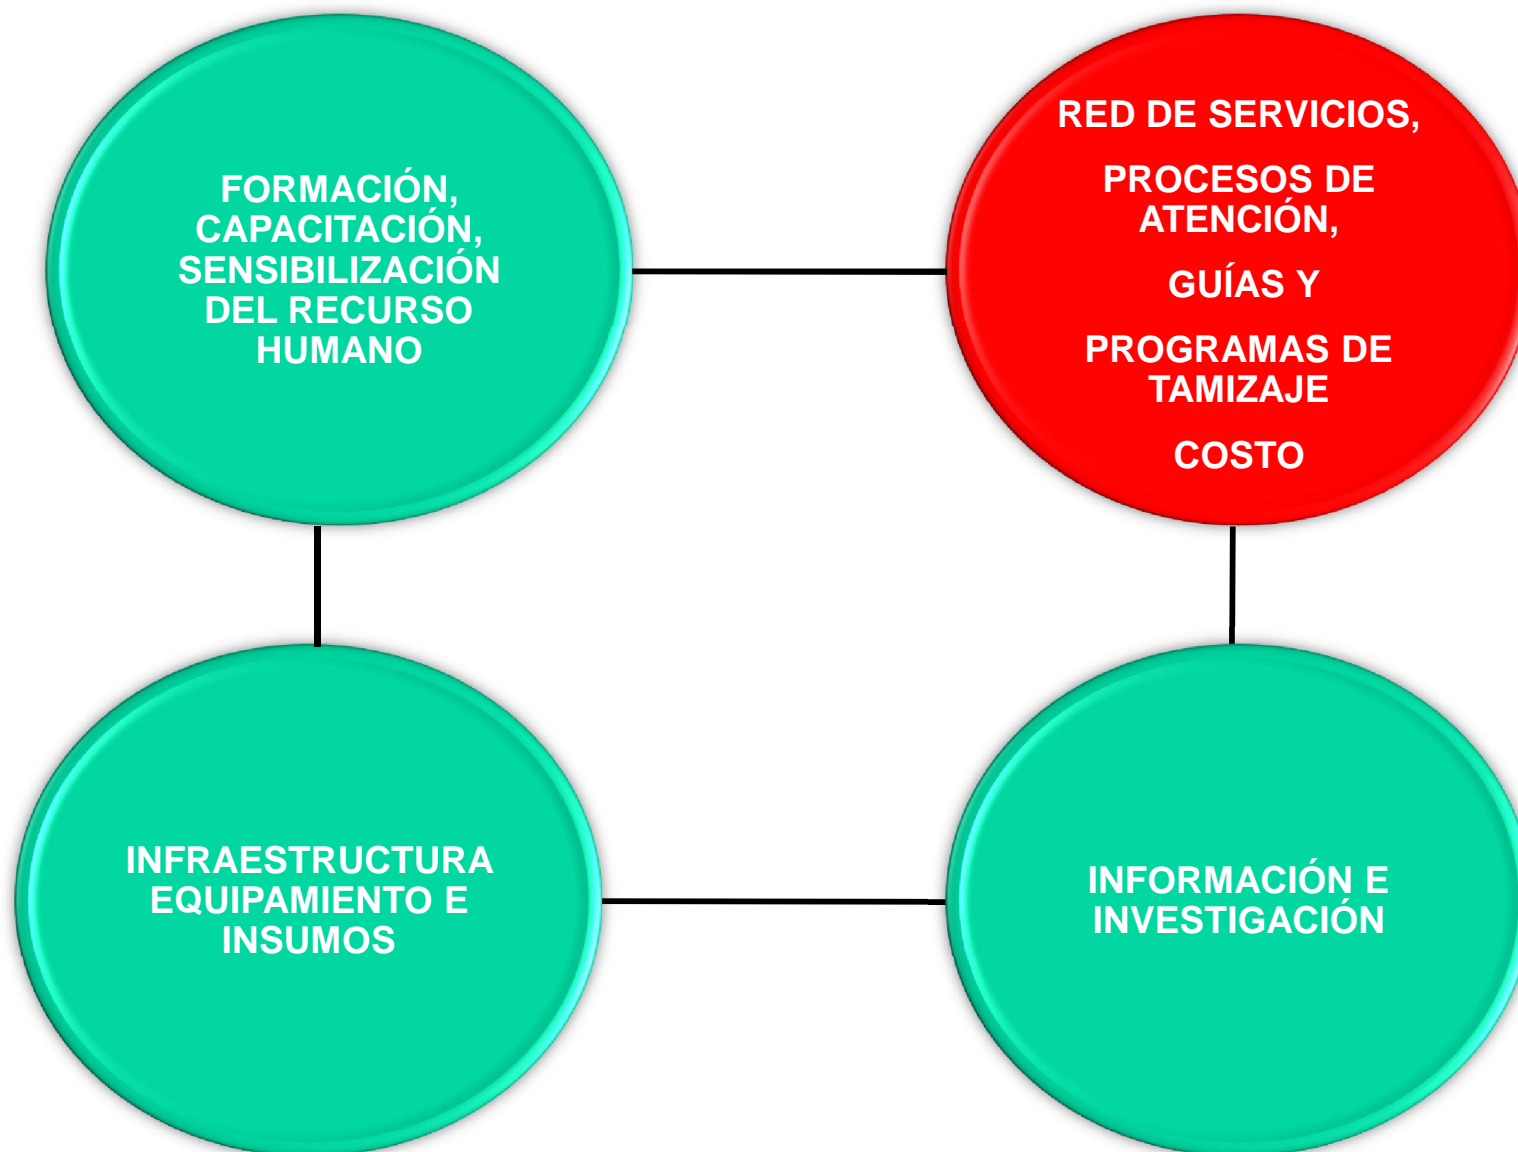 FORMACIÓN,
CAPACITACIÓN,
SENSIBILIZACIÓN
DEL RECURSO
HUMANO
RED DE SERVICIOS,
PROCESOS DE
ATENCIÓN,
GUÍAS Y
PROGRAMAS DE
TAMIZAJE
COSTO
INFRAESTRUCTURA
EQUIPAMIENTO E
INSUMOS
INFORMACIÓN E
INVESTIGACIÓN